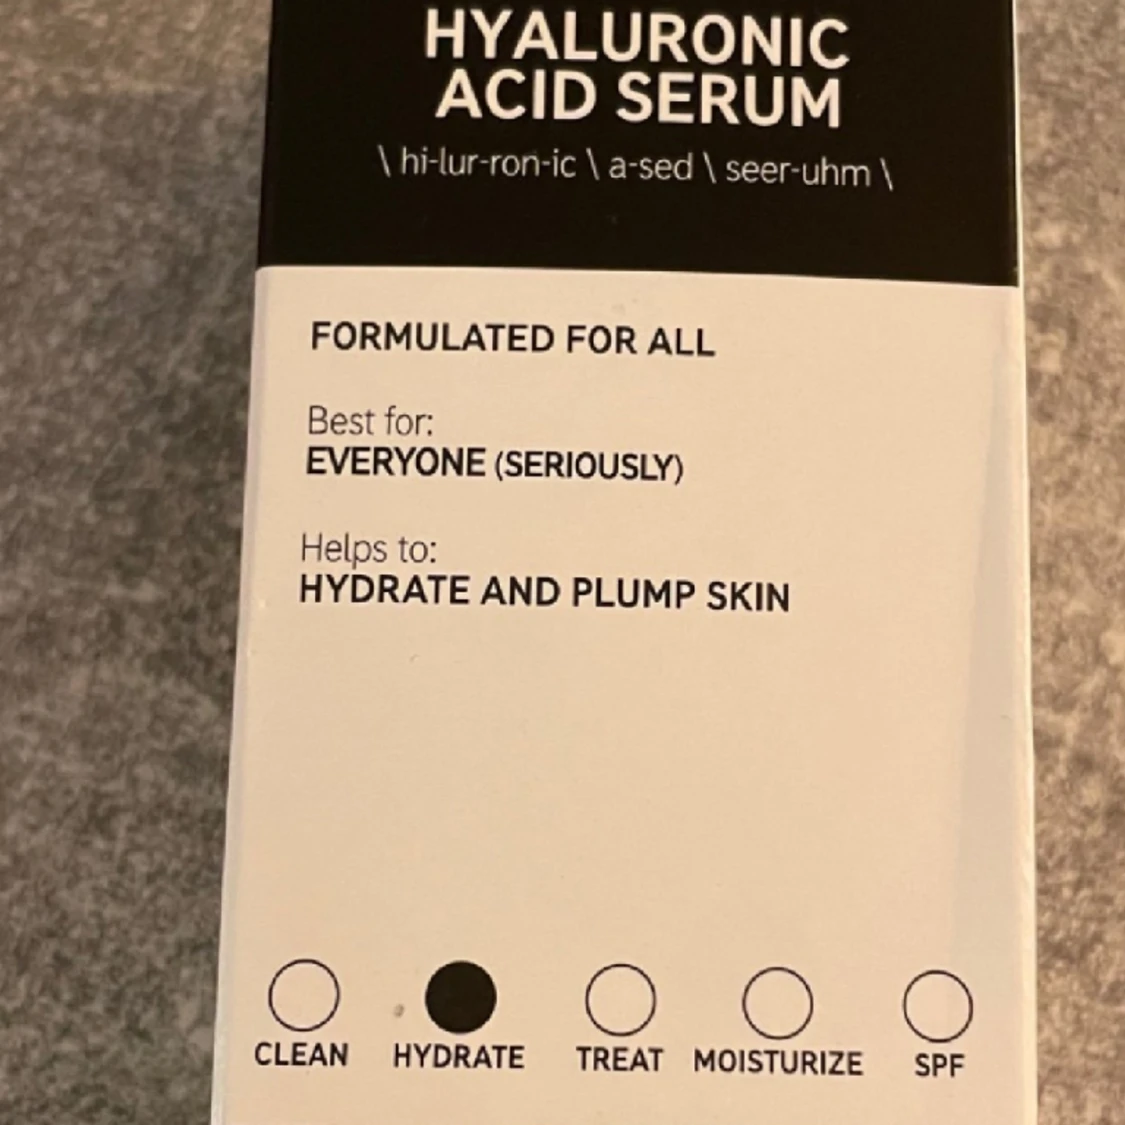 HYALURONIC
ACID SERUM
\ hi-lur-ron-ic \ a-sed \ seer-uhm \
FORMULATED FOR ALL
Best for:
EVERYONE (SERIOUSLY)
Helps to:
HYDRATE AND PLUMP SKIN
CLEAN HYDRATE TREAT MOISTURIZE SPF